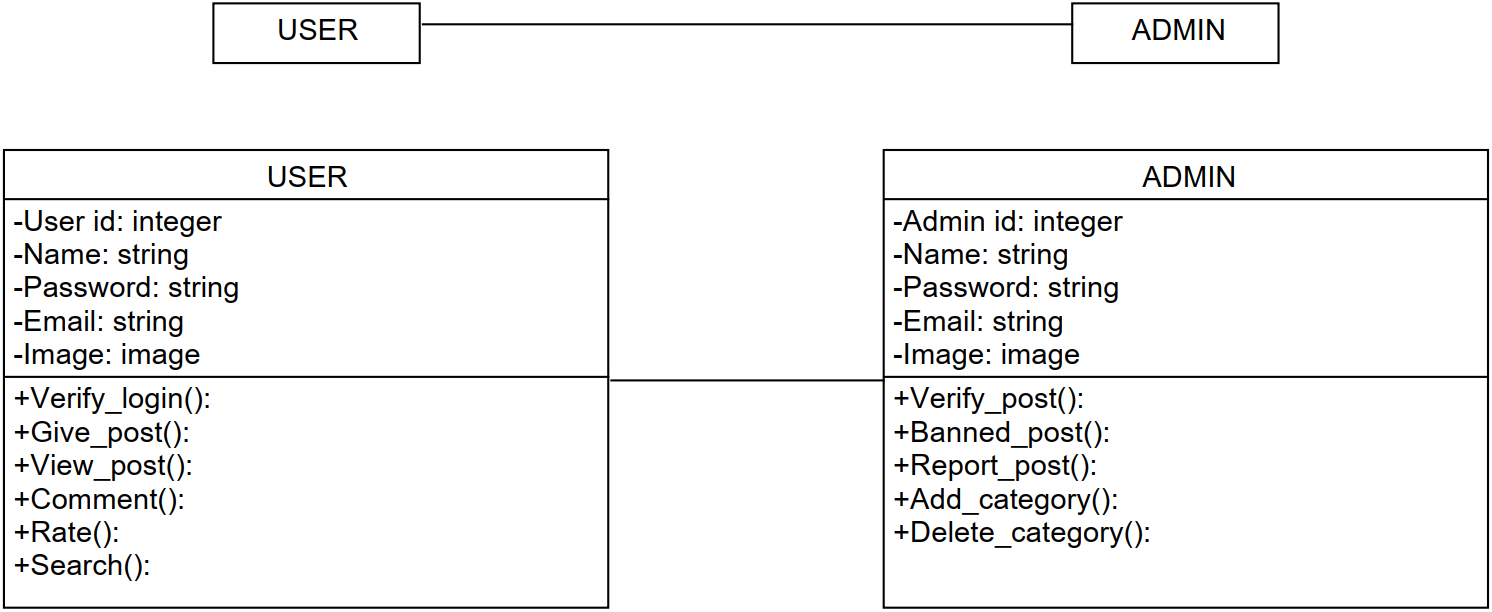 USER
ADMIN
USER
-User id: integer
-Name: string
-Password: string
-Email: string
-Image: image
+Verify_login():
+Give_post():
+View_post():
+Comment():
+Rate():
+Search():
ADMIN
-Admin id: integer
-Name: string
-Password: string
-Email: string
-Image: image
+Verify_post():
+Banned_post():
+Report_post():
+Add_category():
+Delete_category():